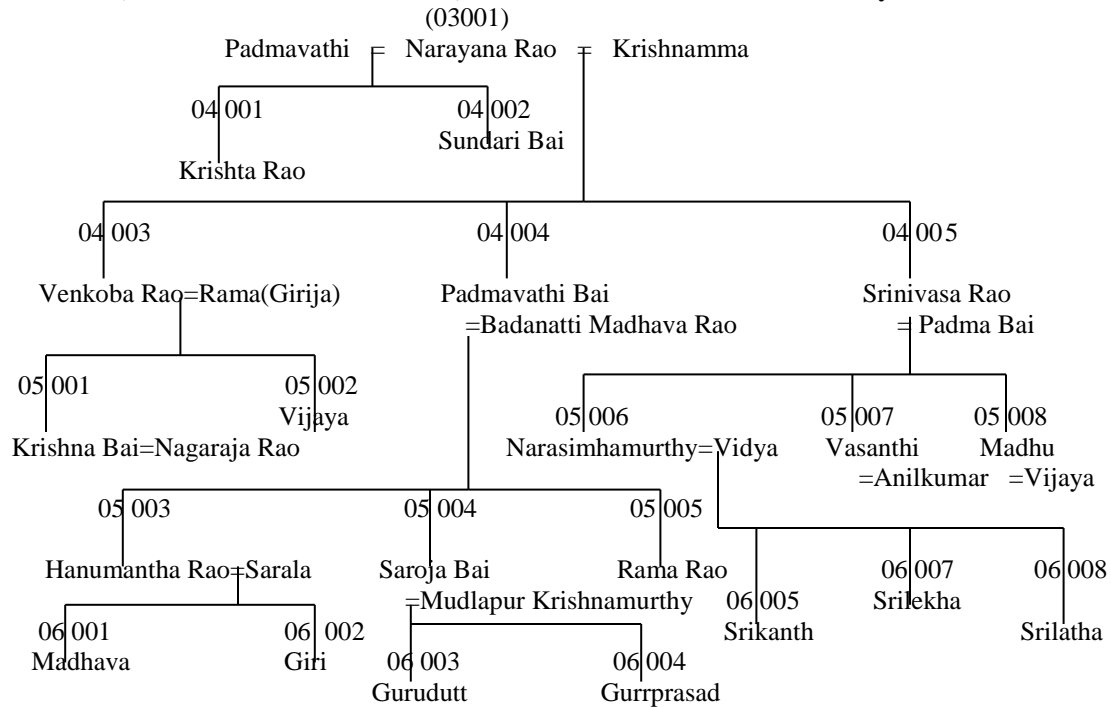 (03001)
Padmavathi = Narayana Rao = Krishnamma
04 001 04 002
Sundari Bai
Krishta Rao
04 003 04 004 04 005
Venkoba Rao=Rama(Girija) Padmavathi Bai Srinivasa Rao
=Badanatti Madhava Rao = Padma Bai
05 001 05 002
Vijaya
05 006 05 007 05 008
Krishna Bai=Nagaraja Rao Narasimhamurthy=Vidya Vasanthi Madhu
=Anilkumar =Vijaya
05 003 05 004 05 005
Hanumantha Rao=Sarala Saroja Bai Rama Rao 06 007 06 008
=Mudlapur Krishnamurthy 06 005 Srilekha
06 001 06 002 Srikanth Srilatha
Madhava Giri 06 003 06 004
Gurudutt Gurrprasad